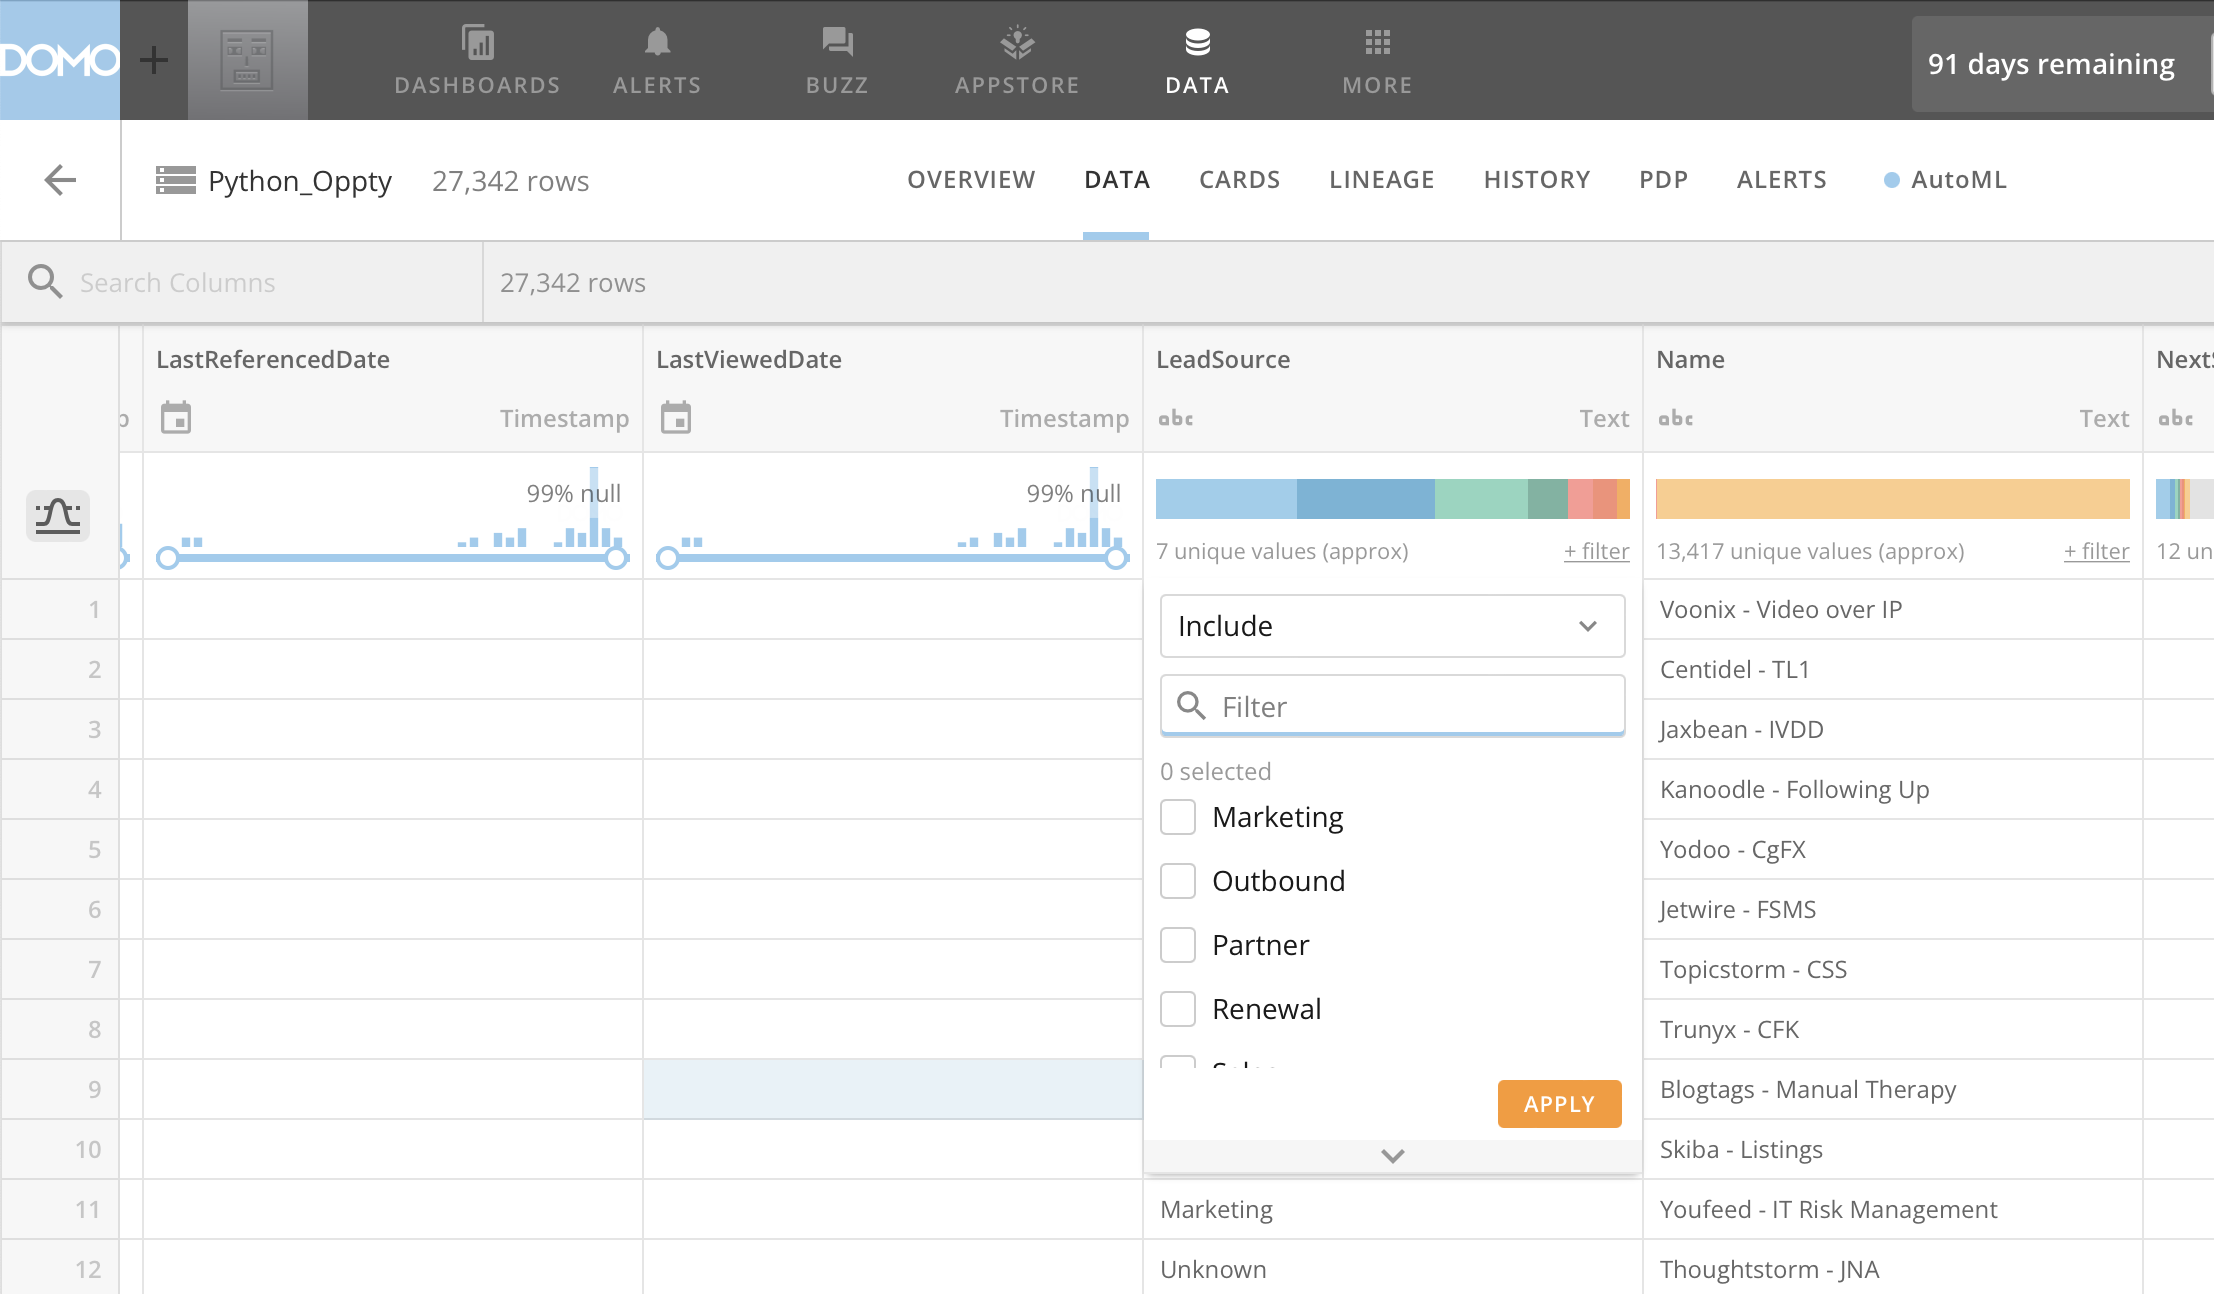 DOMO
DASHBOARDS
ALERTS
BUZZ
APPSTORE
DATA
MORE
91 days remaining
Python_Oppty 27,342 rows
OVERVIEW DATA CARDS LINEAGE HISTORY PDP ALERTS AutoML
Search Columns
27,342 rows
LastReferencedDate LastViewedDate LeadSource Name
Timestamp Timestamp abc Text abc Text abc
99% null 99% null
7 unique values (approx) + filter 13,417 unique values (approx) + filter 12
Include
Filter
0 selected
Marketing
Outbound
Partner
Renewal
APPLY
1 Voonix - Video over IP
2 Centidel - TL1
3 Jaxbean - IVDD
4 Kanoodle - Following Up
5 Yodoo - CgFX
6 Jetwire - FSMS
7 Topicstorm - CSS
8 Trunyx - CFK
9 Blogtags - Manual Therapy
10 Skiba - Listings
11 Marketing Youfeed - IT Risk Management
12 Unknown Thoughtstorm - JNA